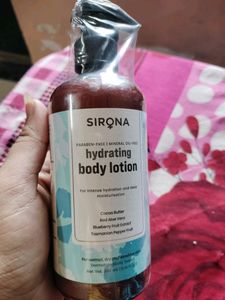 SIRONA
PARABEN-FREE | MINERAL OIL-FREE
hydrating
body lotion
For intense hydration and deep
moisturisation
Cocoa Butter
Red Aloe Vera
Blueberry Fruit Extract
Tasmanian Pepper Fruit